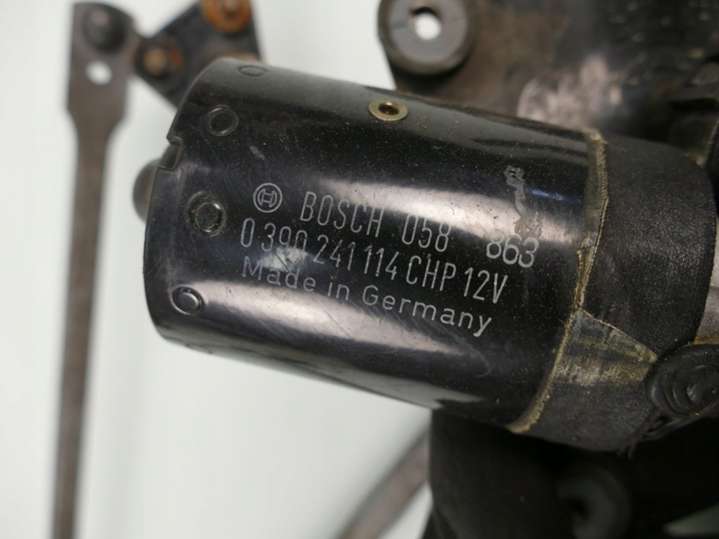 BOSCH 058 863
0 390 241 114 CHP 12V
Made in Germany